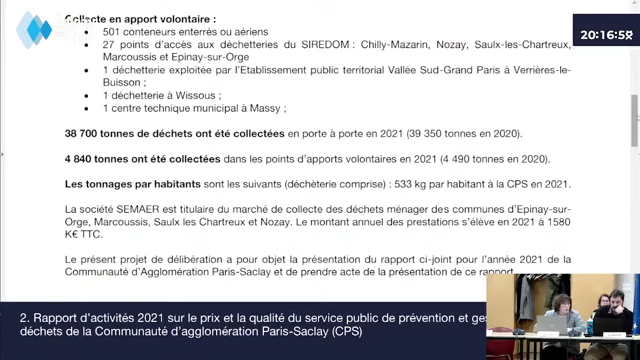 20:16:58
Collecte en apport volontaire :
• 501 conteneurs enterrés ou aériens
• 27 points d'accès aux déchetteries du SIREDOM : Chilly-Mazarin, Nozay, Saulx-les-Chartreux,
Marcoussis et Epinay-sur-Orge
• 1 déchetterie exploitée par l'Etablissement public territorial Vallée Sud-Grand Paris à Verrières-le-
Buisson ;
• 1 déchetterie à Wissous ;
• 1 centre technique municipal à Massy ;
38 700 tonnes de déchets ont été collectées en porte à porte en 2021 (39 350 tonnes en 2020).
4 840 tonnes ont été collectées dans les points d'apports volontaires en 2021 (4 490 tonnes en 2020).
Les tonnages par habitants sont les suivants (déchèterie comprise) : 533 kg par habitant à la CPS en 2021.
La société SEMAER est titulaire du marché de collecte des déchets ménager des communes d'Epinay-sur-
Orge, Marcoussis, Saulx les Chartreux et Nozay. Le montant annuel des prestations s'élève en 2021 à 1580
K€ TTC.
Le présent projet de délibération a pour objet la présentation du rapport ci-joint pour l'année 2021 de la
Communauté d'Agglomération Paris-Saclay et de prendre acte de la présentation de ce rapport.
2. Rapport d'activités 2021 sur le prix et la qualité du service public de prévention et ges
déchets de la Communauté d'agglomération Paris-Saclay (CPS)